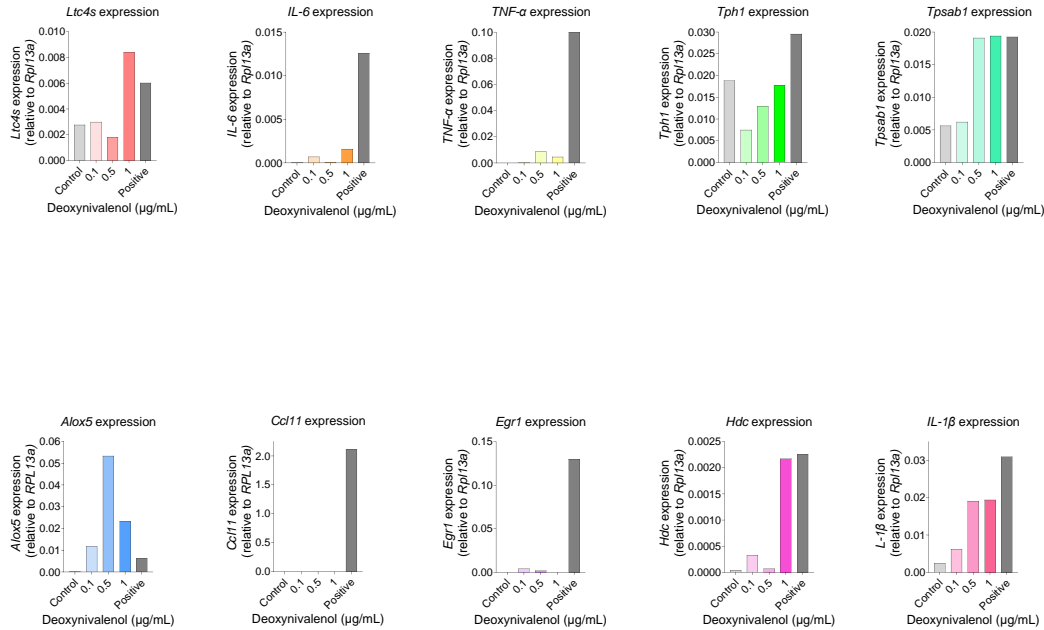 Ltc4s expression
Ltc4s expression
(relative to Rpl13a)
0.010
0.008
0.006
0.004
0.002
0.000
Control
0.1
0.5
1
Positive
Deoxynivalenol (μg/mL)
IL-6 expression
IL-6 expression
(relative to Rpl13a)
0.015
0.010
0.005
0.000
Control
0.1
0.5
1
Positive
Deoxynivalenol (μg/mL)
TNF-α expression
TNF-α expression
(relative to Rpl13a)
0.10
0.08
0.06
0.04
0.02
0.00
Control
0.1
0.5
1
Positive
Deoxynivalenol (μg/mL)
Tph1 expression
Tph1 expression
(relative to Rpl13a)
0.030
0.025
0.020
0.015
0.010
0.005
0.000
Control
0.1
0.5
1
Positive
Deoxynivalenol (μg/mL)
Tpsab1 expression
Tpsab1 expression
(relative to Rpl13a)
0.020
0.015
0.010
0.005
0.000
Control
0.1
0.5
1
Positive
Deoxynivalenol (μg/mL)
Alox5 expression
Alox5 expression
(relative to RPL13a)
0.06
0.05
0.04
0.03
0.02
0.01
0.00
Control
0.1
0.5
1
Positive
Deoxynivalenol (μg/mL)
Ccl11 expression
Ccl11 expression
(relative to RPL13a)
2.0
1.5
1.0
0.5
0.0
Control
0.1
0.5
1
Positive
Deoxynivalenol (μg/mL)
Egr1 expression
Egr1 expression
(relative to Rpl13a)
0.15
0.10
0.05
0.00
Control
0.1
0.5
1
Positive
Deoxynivalenol (μg/mL)
Hdc expression
Hdc expression
(relative to Rpl13a)
0.0025
0.0020
0.0015
0.0010
0.0005
0.0000
Control
0.1
0.5
1
Positive
Deoxynivalenol (μg/mL)
IL-1β expression
L-1β expression
(relative to Rpl13a)
0.03
0.02
0.01
0.00
Control
0.1
0.5
1
Positive
Deoxynivalenol (μg/mL)